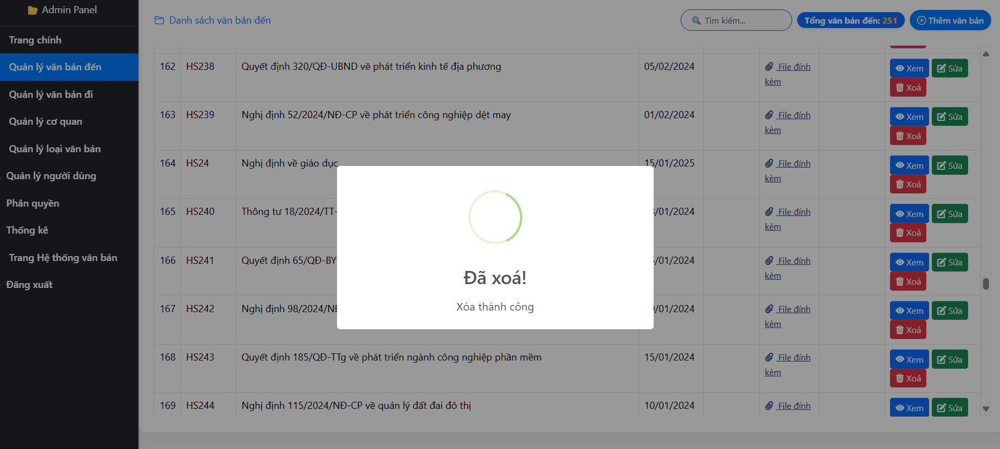 Admin Panel
Trang chính
Quản lý văn bản đến
Quản lý văn bản đi
Quản lý cơ quan
Quản lý loại văn bản
Quản lý người dùng
Phân quyền
Thống kê
Trang Hệ thống văn bản
Đăng xuất
Danh sách văn bản đến
Tìm kiếm...
Tổng văn bản đến: 251
Thêm văn bản
162 HS238 Quyết định 320/QĐ-UBND về phát triển kinh tế địa phương 05/02/2024 File đính kèm Xem Sửa Xoá
163 HS239 Nghị định 52/2024/NĐ-CP về phát triển công nghiệp dệt may 01/02/2024 File đính kèm Xem Sửa Xoá
164 HS24 Nghị định về giáo dục 15/01/2025 File đính kèm Xem Sửa Xoá
165 HS240 Thông tư 18/2024/TT- /01/2024 File đính kèm Xem Sửa Xoá
166 HS241 Quyết định 65/QĐ-BY /01/2024 File đính kèm Xem Sửa Xoá
167 HS242 Nghị định 98/2024/NĐ /01/2024 File đính kèm Xem Sửa Xoá
168 HS243 Quyết định 185/QĐ-TTg về phát triển ngành công nghiệp phần mềm 15/01/2024 File đính kèm Xem Sửa Xoá
169 HS244 Nghị định 115/2024/NĐ-CP về quản lý đất đai đô thị 10/01/2024 File đính Xem Sửa
Đã xoá!
Xóa thành công